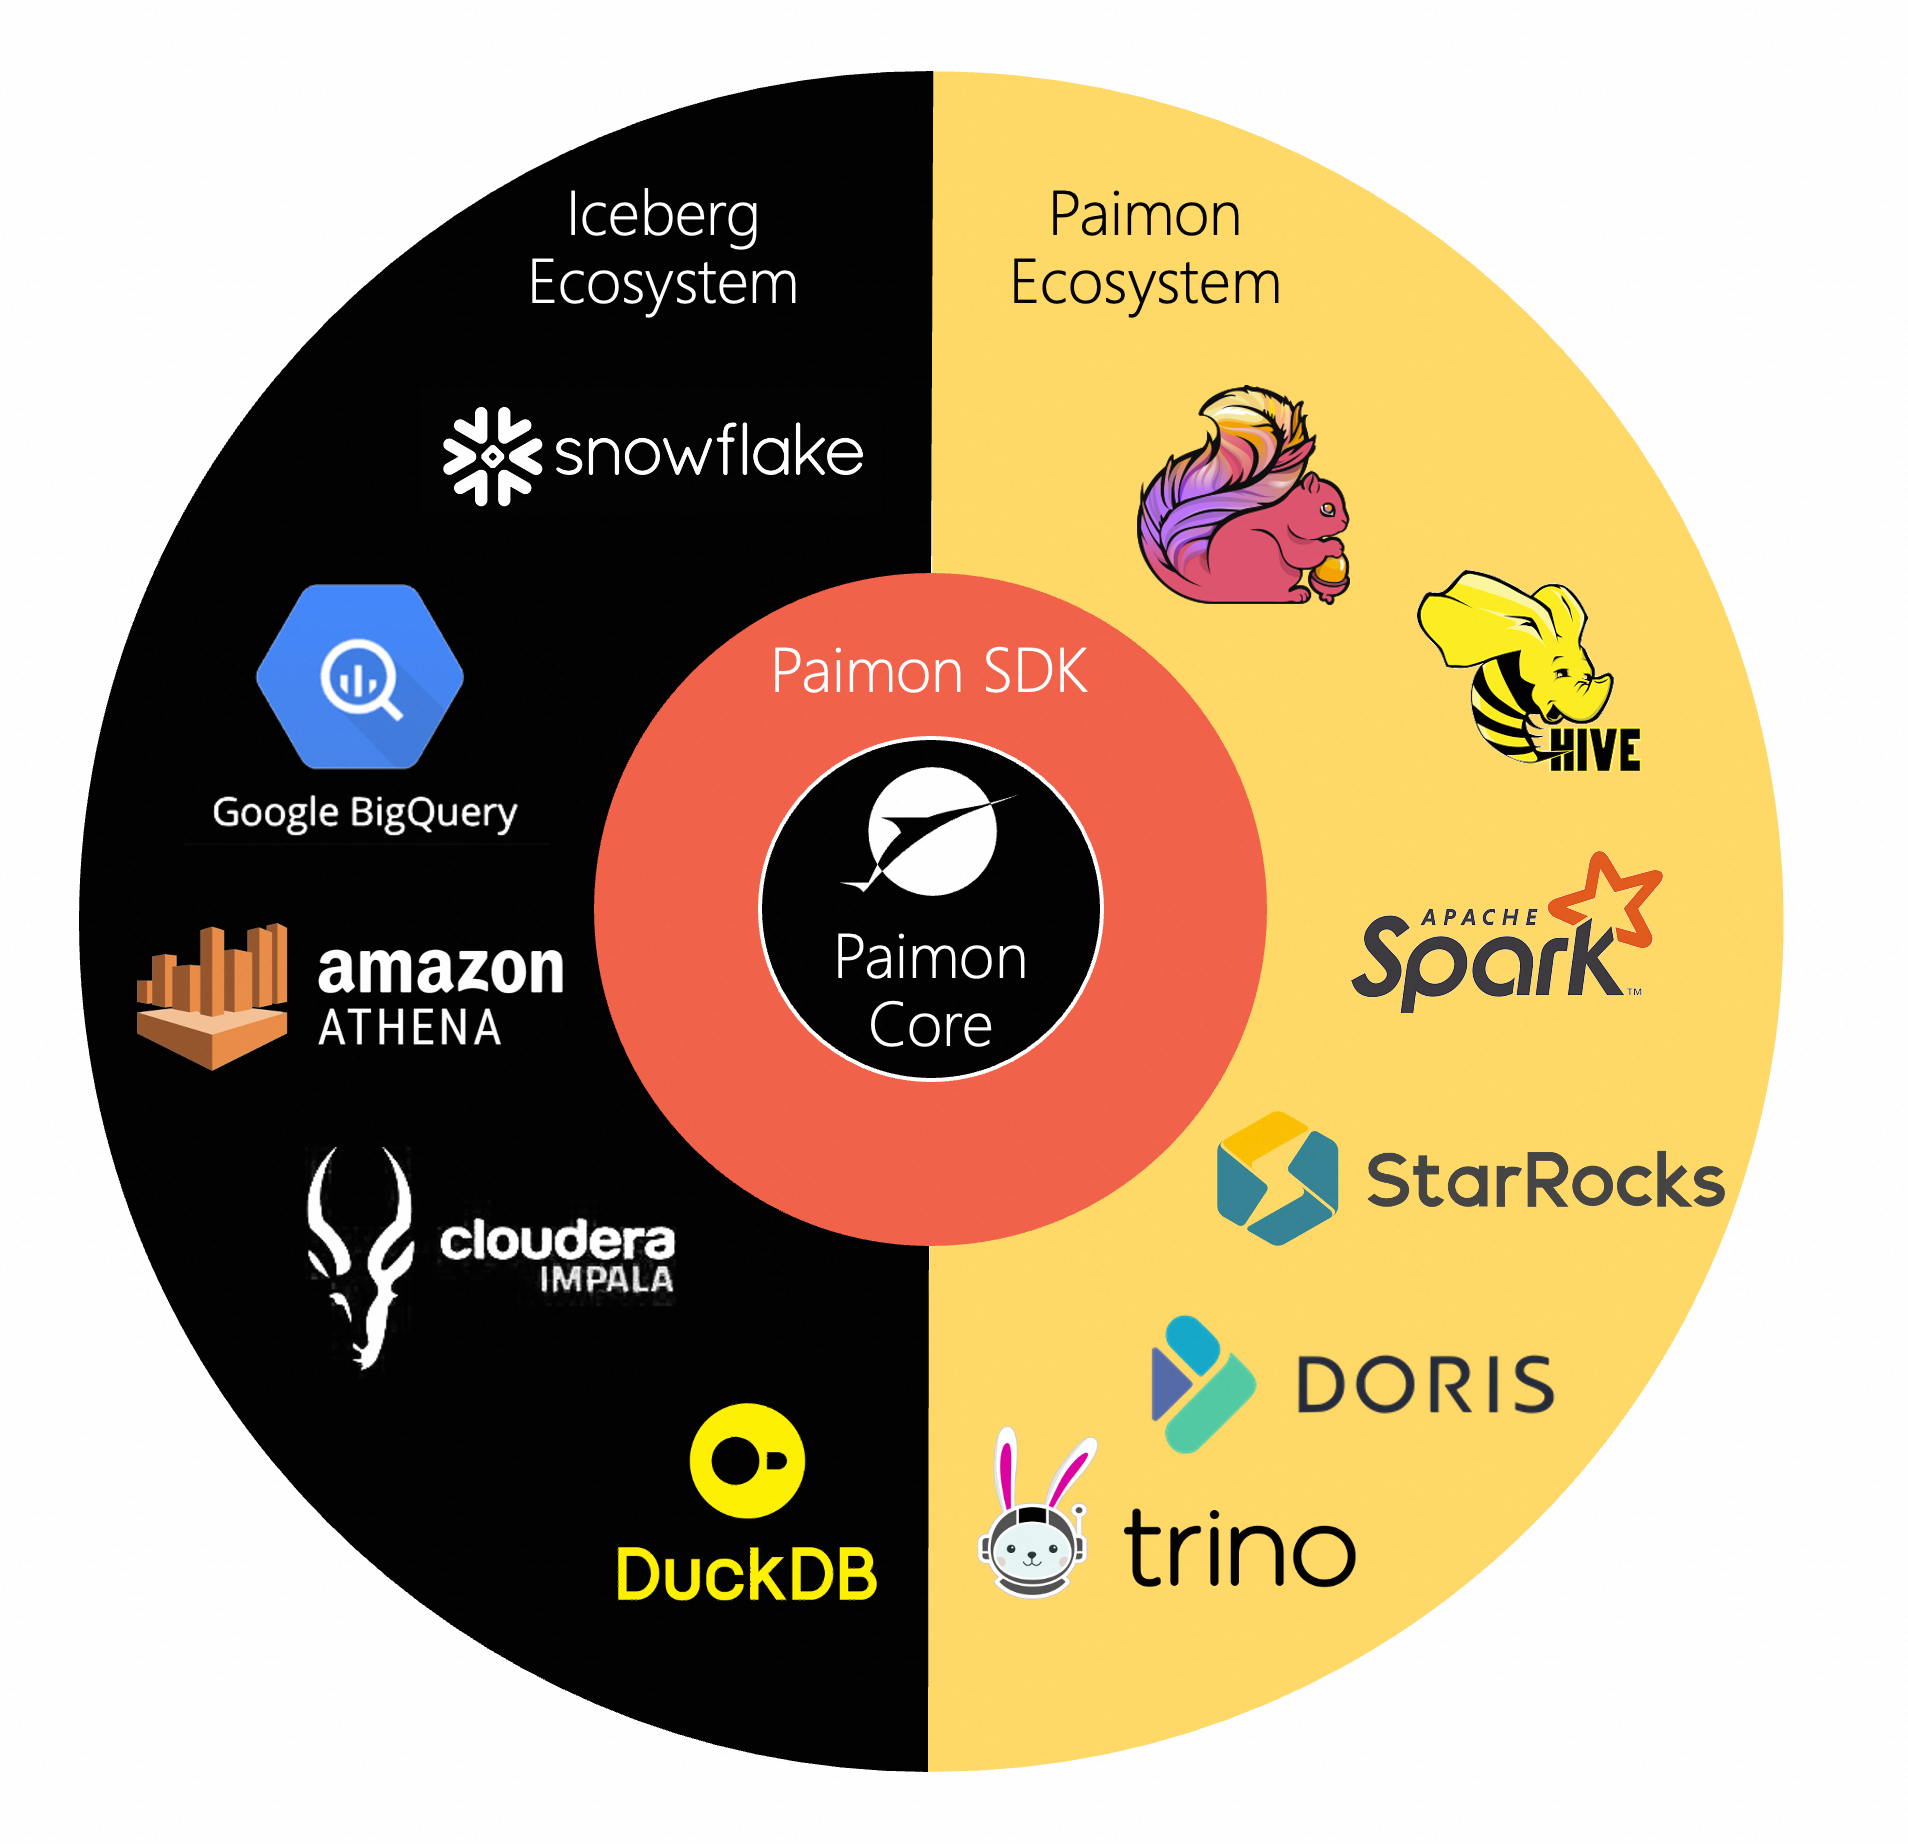 Iceberg
Ecosystem
Paimon
Ecosystem
snowflake
Google BigQuery
HIVE
Paimon SDK
Paimon
Core
amazon
ATHENA
APACHE
Spark™
cloudera
IMPALA
StarRocks
DORIS
DuckDB
trino